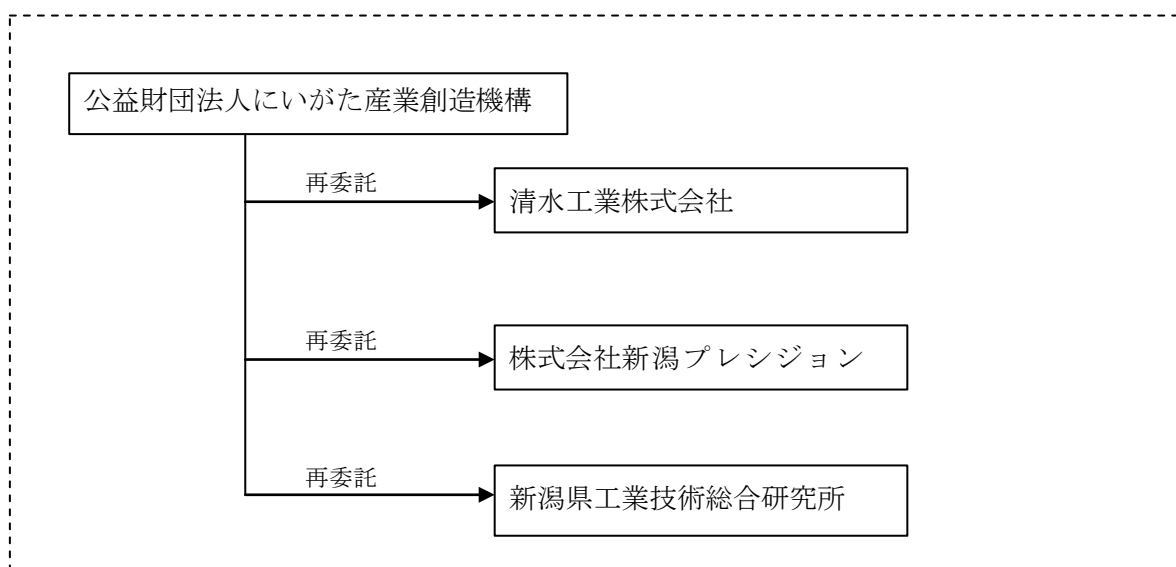 公益財団法人にいがた産業創造機構
再委託
清水工業株式会社
再委託
株式会社新潟プレシジョン
再委託
新潟県工業技術総合研究所